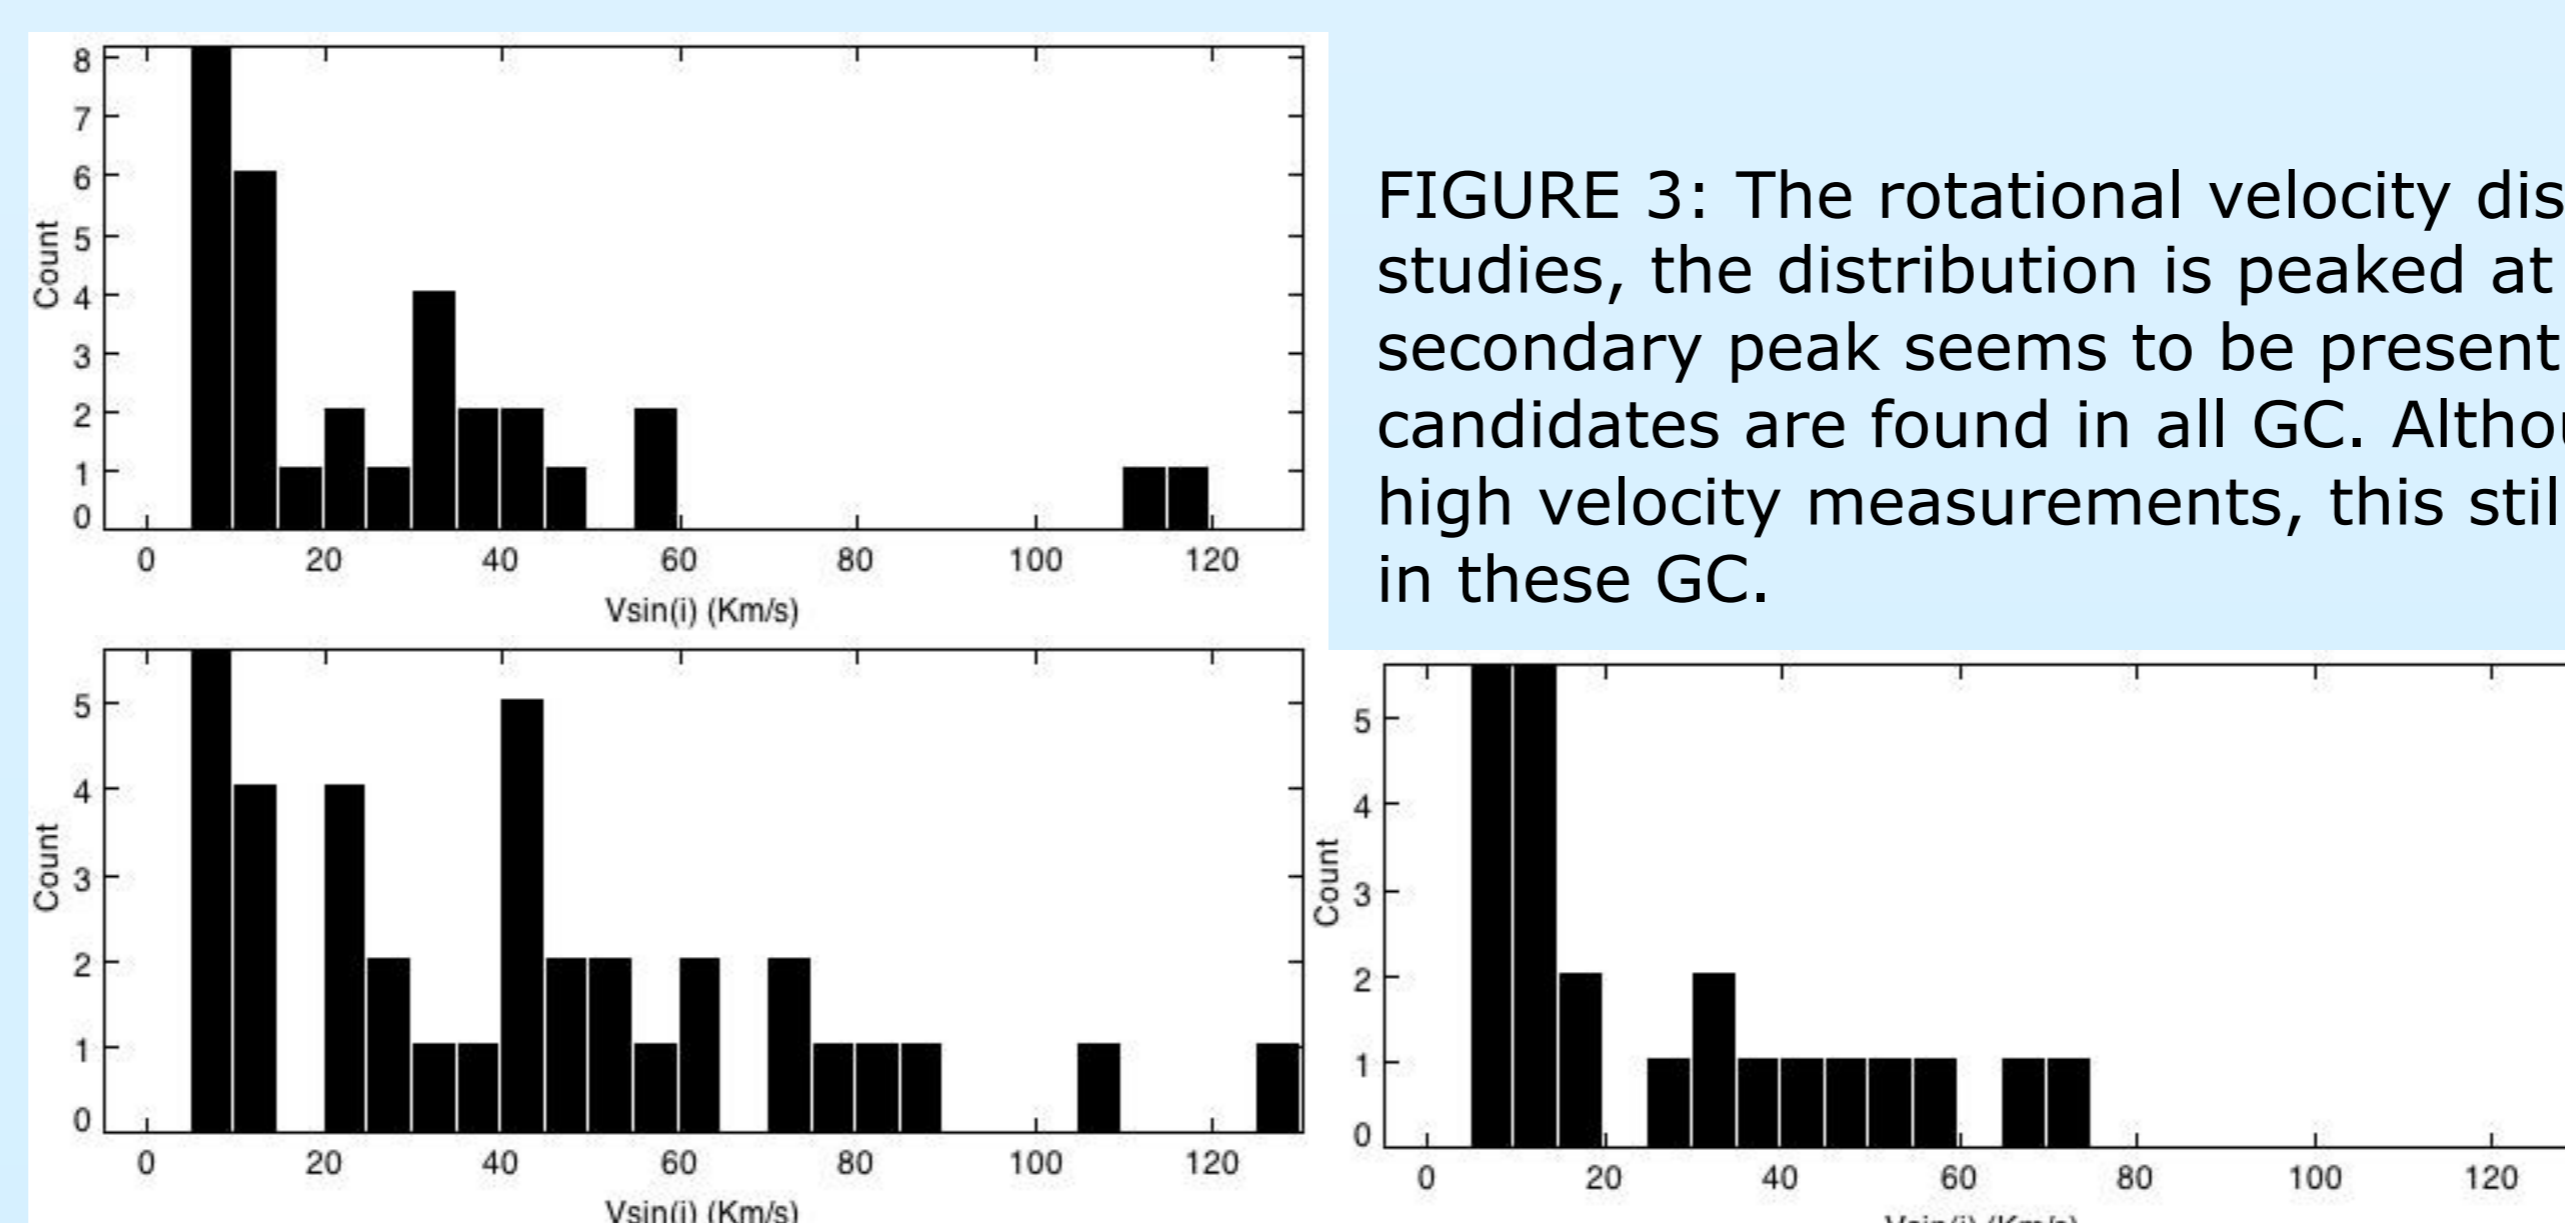 8
7
6
5
4
3
2
1
0
Count
0 20 40 60 80 100 120
Vsin(i) (Km/s)
FIGURE 3: The rotational velocity
studies, the distribution is peaked at
secondary peak seems to be present
candidates are found in all GC.
high velocity measurements, this
in these GC.
5
4
3
2
1
0
Count
0 20 40 60 80 100 120
Vsin(i) (Km/s)
5
4
3
2
1
0
Count
0 20 40 60 80 100 120